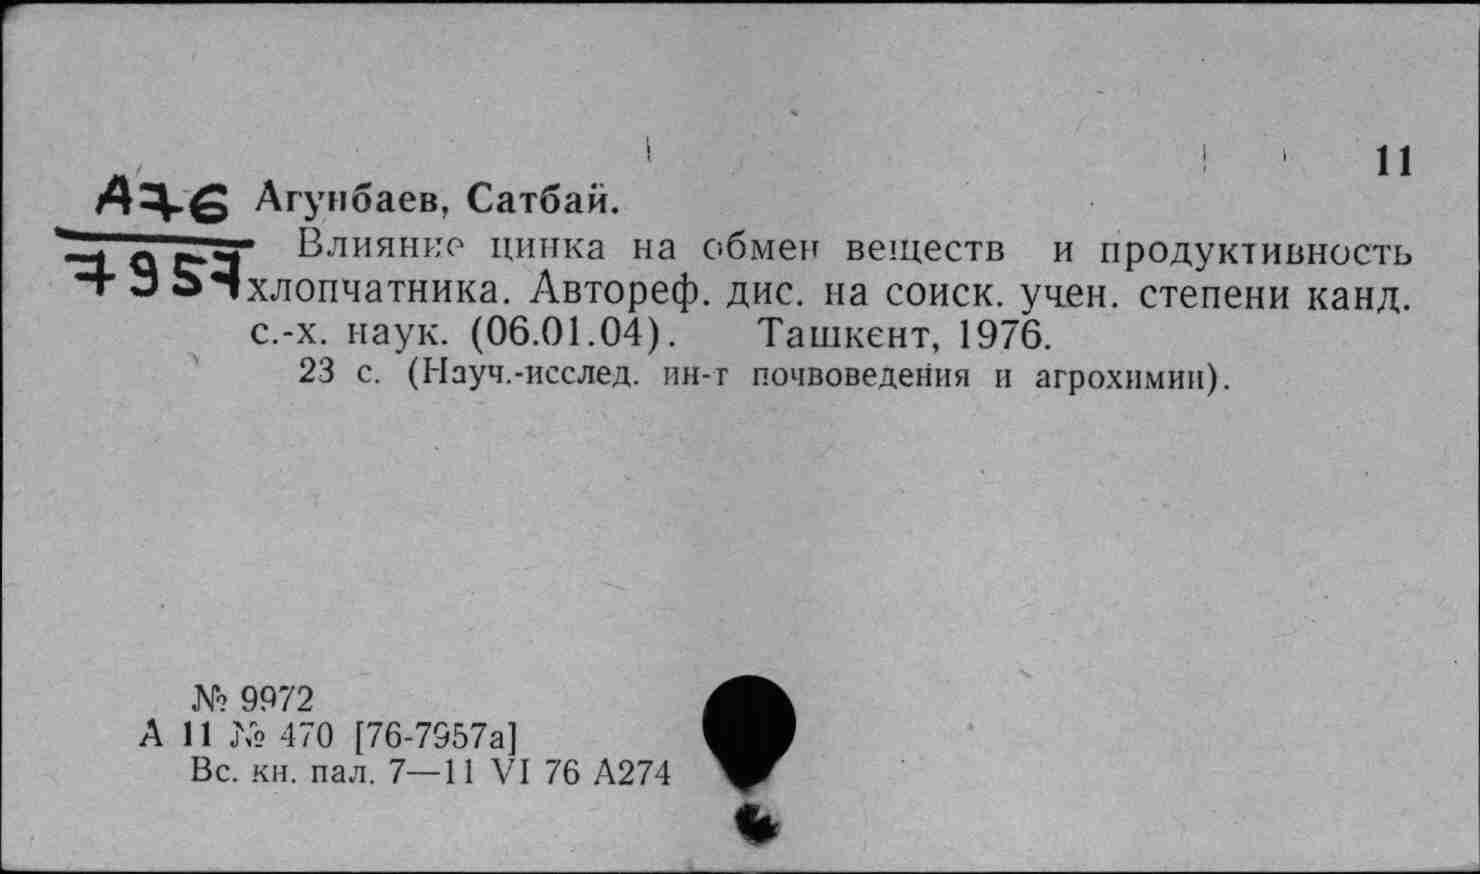 11
А76 Агунбаев, Сатбай.
7957 Влияние цинка на обмен веществ и продуктивность
хлопчатника. Автореф. дис. на соиск. учен. степени канд.
с.-х. наук. (06.01.04). Ташкент, 1976.
23 с. (Науч.-исслед. ин-т почвоведения и агрохимии).
№ 9972
А 11 № 470 [76-7957а]
Вс. кн. пал. 7—11 VI 76 А274